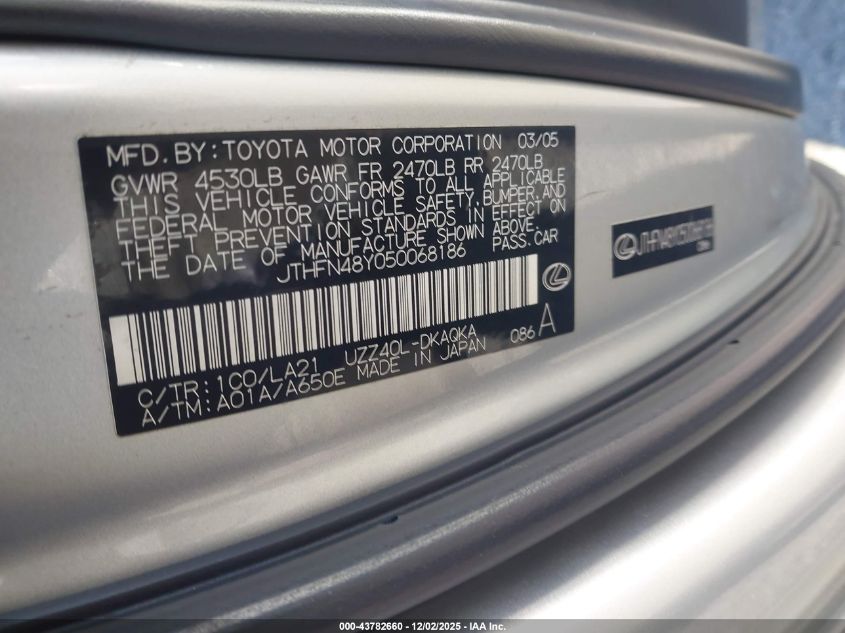 MFD. BY: TOYOTA MOTOR CORPORATION 03/05
GVWR 4530LB GAWR FR 2470LB RR 2470LB
THIS VEHICLE CONFORMS TO ALL APPLICABLE
FEDERAL MOTOR VEHICLE SAFETY, BUMPER, AND
THEFT PREVENTION STANDARDS IN EFFECT ON
THE DATE OF MANUFACTURE SHOWN ABOVE.
JTHFN48Y050068186 PASS. CAR
UZZ40L-DKAQKA 086 A
C/TR: 1C0/LA21
A/TM: A01A/A650E MADE IN JAPAN
000-43782660 - 12/02/2025 - IAA Inc.